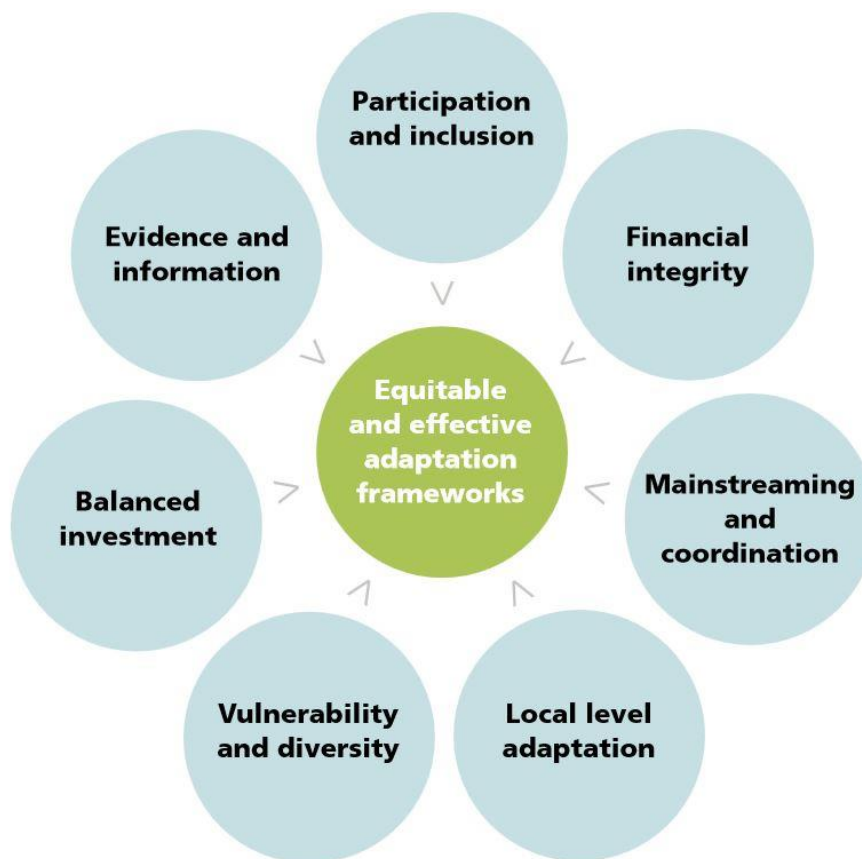 Participation
and inclusion
Evidence and
information
Financial
integrity
Equitable
and effective
adaptation
frameworks
Balanced
investment
Mainstreaming
and
coordination
Vulnerability
and diversity
Local level
adaptation